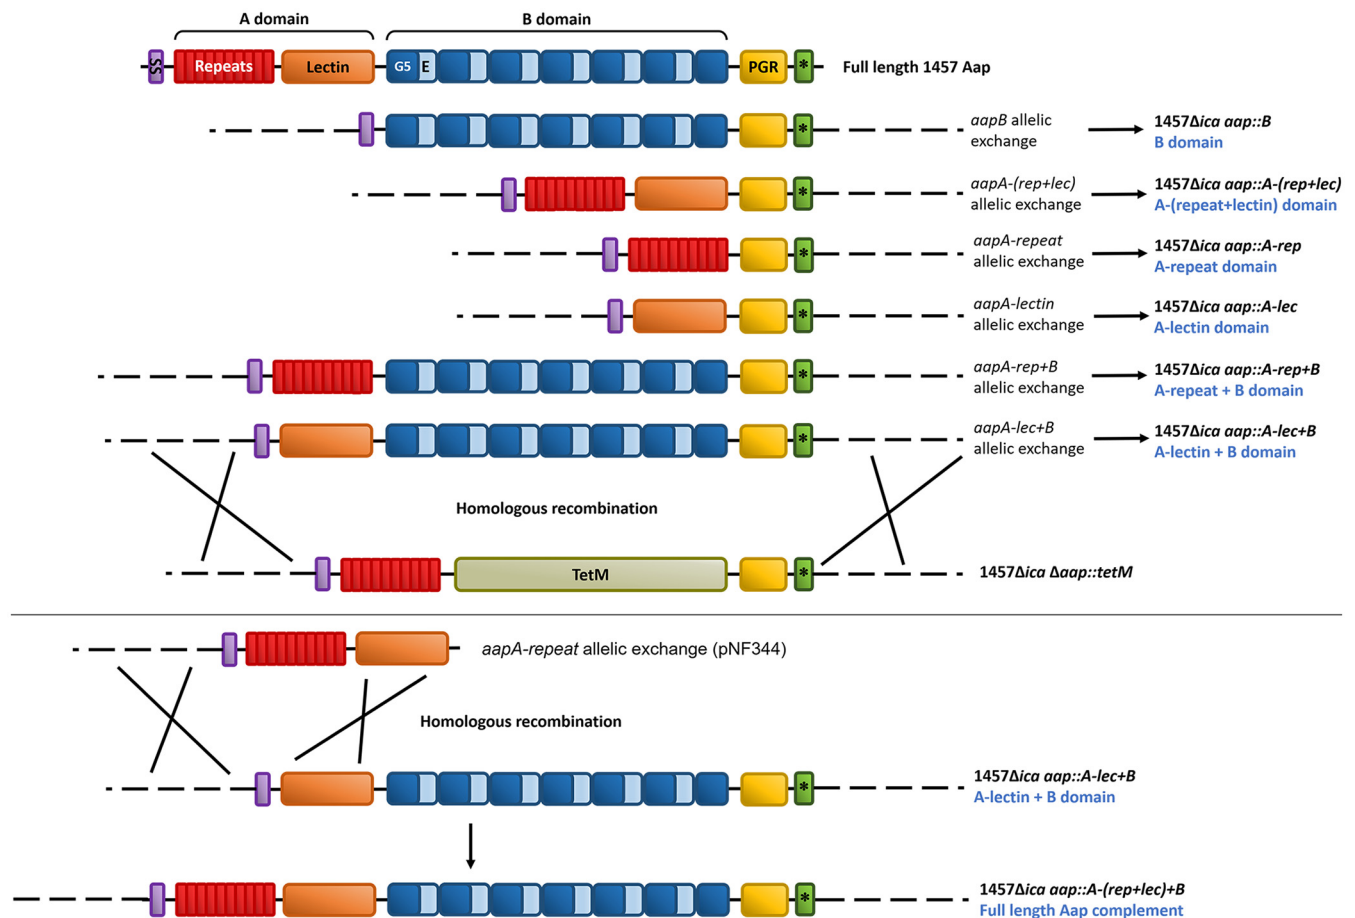 A domain B domain
SS Repeats Lectin G5 E PGR * Full length 1457 Aap
* aapB allelic exchange 1457Δica aap::B
B domain
* aapA-(rep+lec) allelic exchange 1457Δica aap::A-(rep+lec)
A-(repeat+lectin) domain
* aapA-repeat allelic exchange 1457Δica aap::A-rep
A-repeat domain
* aapA-lectin allelic exchange 1457Δica aap::A-lec
A-lectin domain
* aapA-rep+B allelic exchange 1457Δica aap::A-rep+B
A-repeat + B domain
* aapA-lec+B allelic exchange 1457Δica aap::A-lec+B
A-lectin + B domain
Homologous recombination
TetM * 1457Δica Δaap::tetM
aapA-repeat allelic exchange (pNF344)
Homologous recombination
* 1457Δica aap::A-lec+B
A-lectin + B domain
* 1457Δica aap::A-(rep+lec)+B
Full length Aap complement